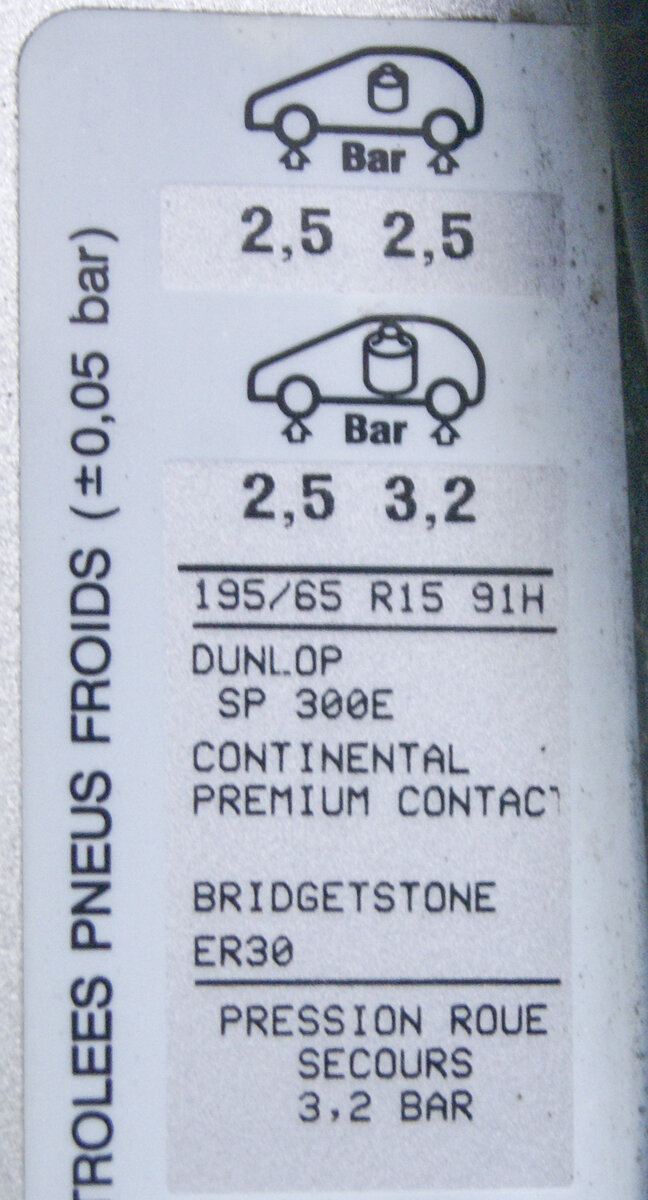 Bar
2,5 2,5
Bar
2,5 3,2
195/65 R15 91H
DUNLOP
SP 300E
CONTINENTAL
PREMIUM CONTACT
BRIDGETSTONE
ER30
PRESSION ROUE
SECOURS
3,2 BAR
TROLEES PNEUS FROIDS (±0,05 bar)